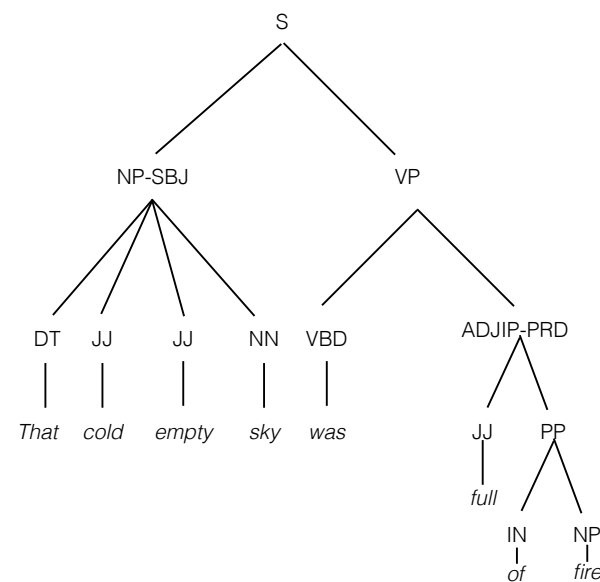 S
NP-SBJ VP
DT JJ JJ NN VBD ADJIP-PRD
That cold empty sky was JJ PP
full
IN NP
of fire